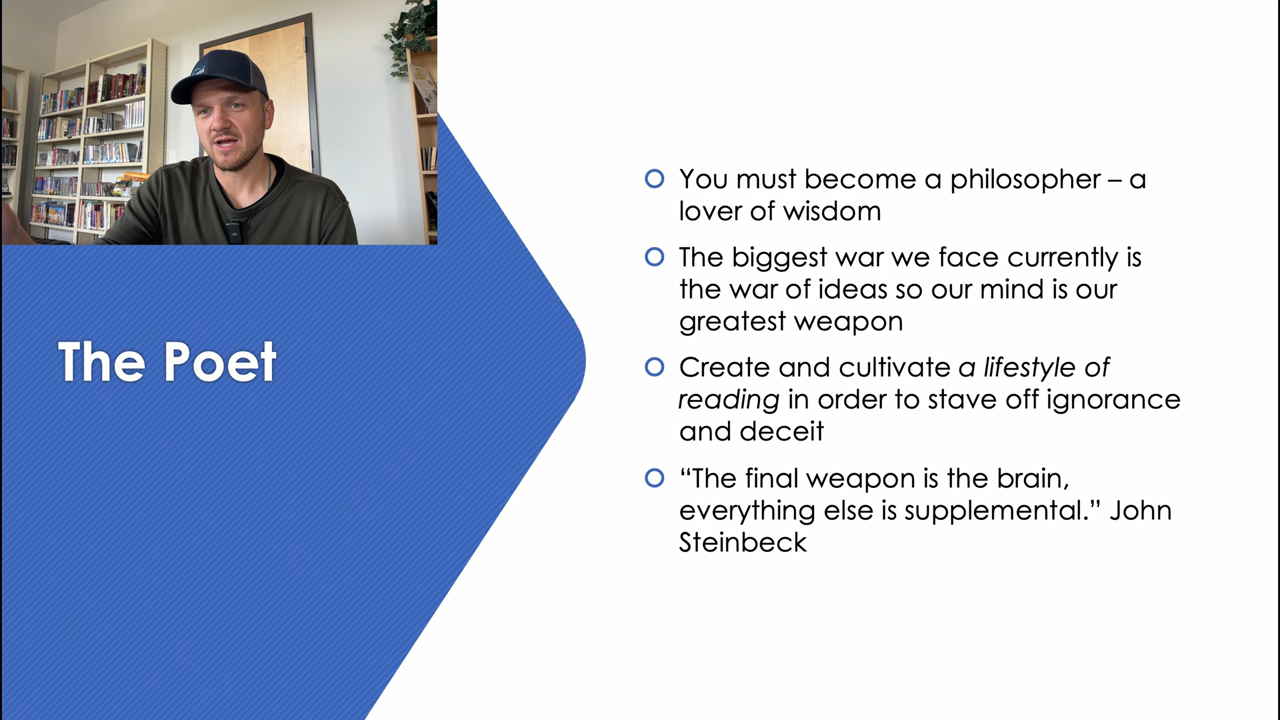 The Poet
You must become a philosopher – a
lover of wisdom
The biggest war we face currently is
the war of ideas so our mind is our
greatest weapon
Create and cultivate a lifestyle of
reading in order to stave off ignorance
and deceit
“The final weapon is the brain,
everything else is supplemental.” John
Steinbeck